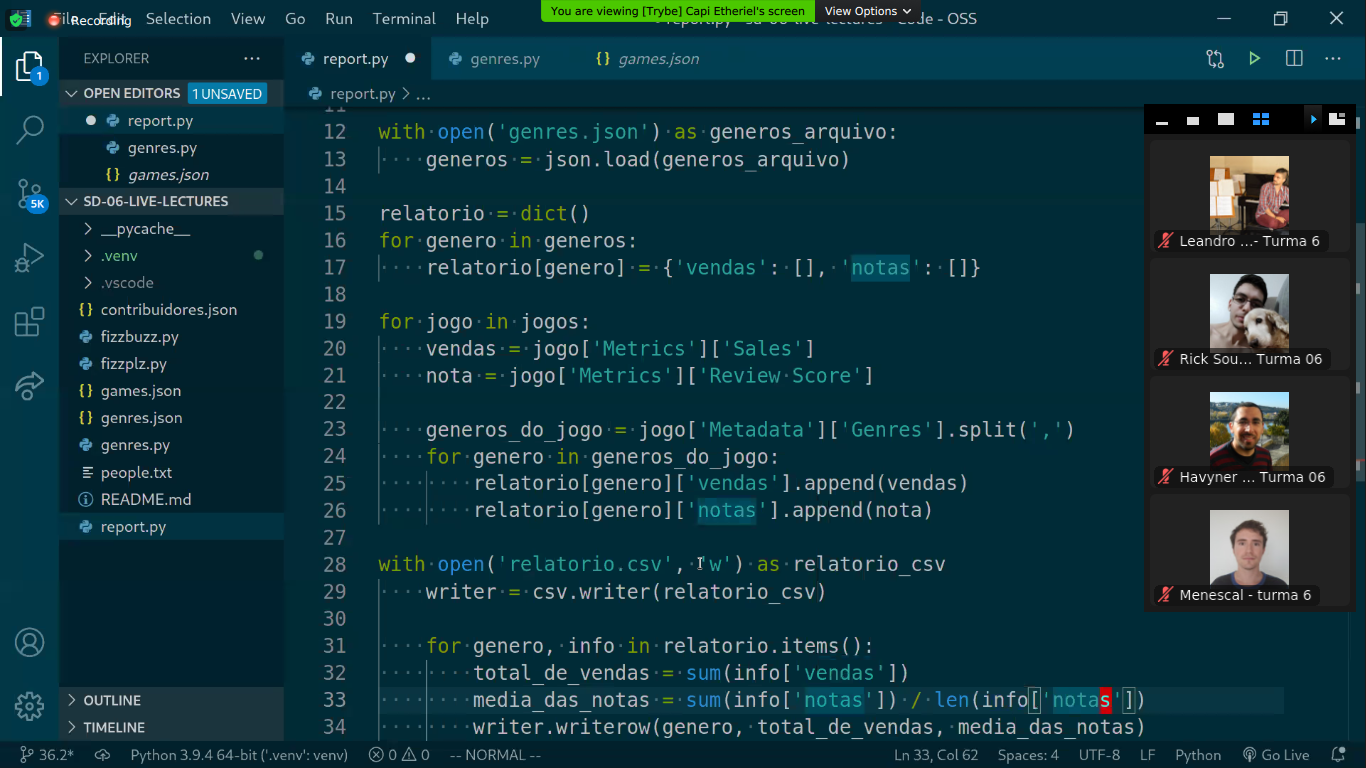 File Edit Selection View Go Run Terminal Help
Recording
You are viewing [Trybe] Capi Etheriel's screen
View Options
Code - OSS
EXPLORER
OPEN EDITORS 1 UNSAVED
report.py
genres.py
games.json
SD-06-LIVE-LECTURES
__pycache__
.venv
.vscode
contribuidores.json
fizzbuzz.py
fizzplz.py
games.json
genres.json
genres.py
people.txt
README.md
report.py
OUTLINE
TIMELINE
1
5K
report.py
genres.py
games.json
report.py > ...
11
12 with open('genres.json') as generos_arquivo:
13     generos = json.load(generos_arquivo)
14
15 relatorio = dict()
16 for genero in generos:
17     relatorio[genero] = {'vendas': [], 'notas': []}
18
19 for jogo in jogos:
20     vendas = jogo['Metrics']['Sales']
21     nota = jogo['Metrics']['Review Score']
22
23     generos_do_jogo = jogo['Metadata']['Genres'].split(',')
24     for genero in generos_do_jogo:
25         relatorio[genero]['vendas'].append(vendas)
26         relatorio[genero]['notas'].append(nota)
27
28 with open('relatorio.csv', 'w') as relatorio_csv
29     writer = csv.writer(relatorio_csv)
30
31     for genero, info in relatorio.items():
32         total_de_vendas = sum(info['vendas'])
33         media_das_notas = sum(info['notas']) / len(info['notas'])
34         writer.writerow(genero, total_de_vendas, media_das_notas)
Leandro ...- Turma 6
Rick Sou... Turma 06
Havyner ... Turma 06
Menescal - turma 6
36.2* Python 3.9.4 64-bit ('.venv': venv) 0 0 -- NORMAL -- Ln 33, Col 62 Spaces: 4 UTF-8 LF Python Go Live